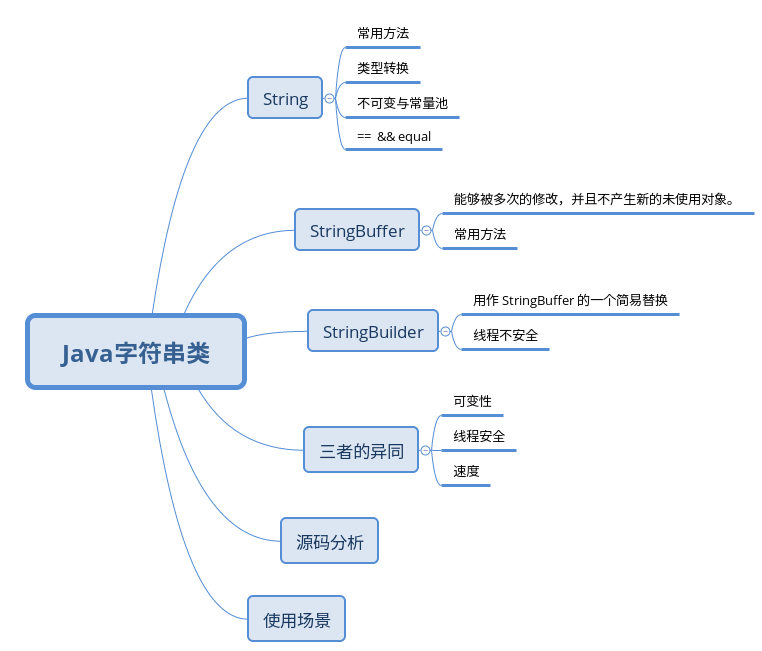 Java字符串类
String
常用方法
类型转换
不可变与常量池
== && equal
StringBuffer
能够被多次的修改，并且不产生新的未使用对象。
常用方法
StringBuilder
用作 StringBuffer 的一个简易替换
线程不安全
三者的异同
可变性
线程安全
速度
源码分析
使用场景